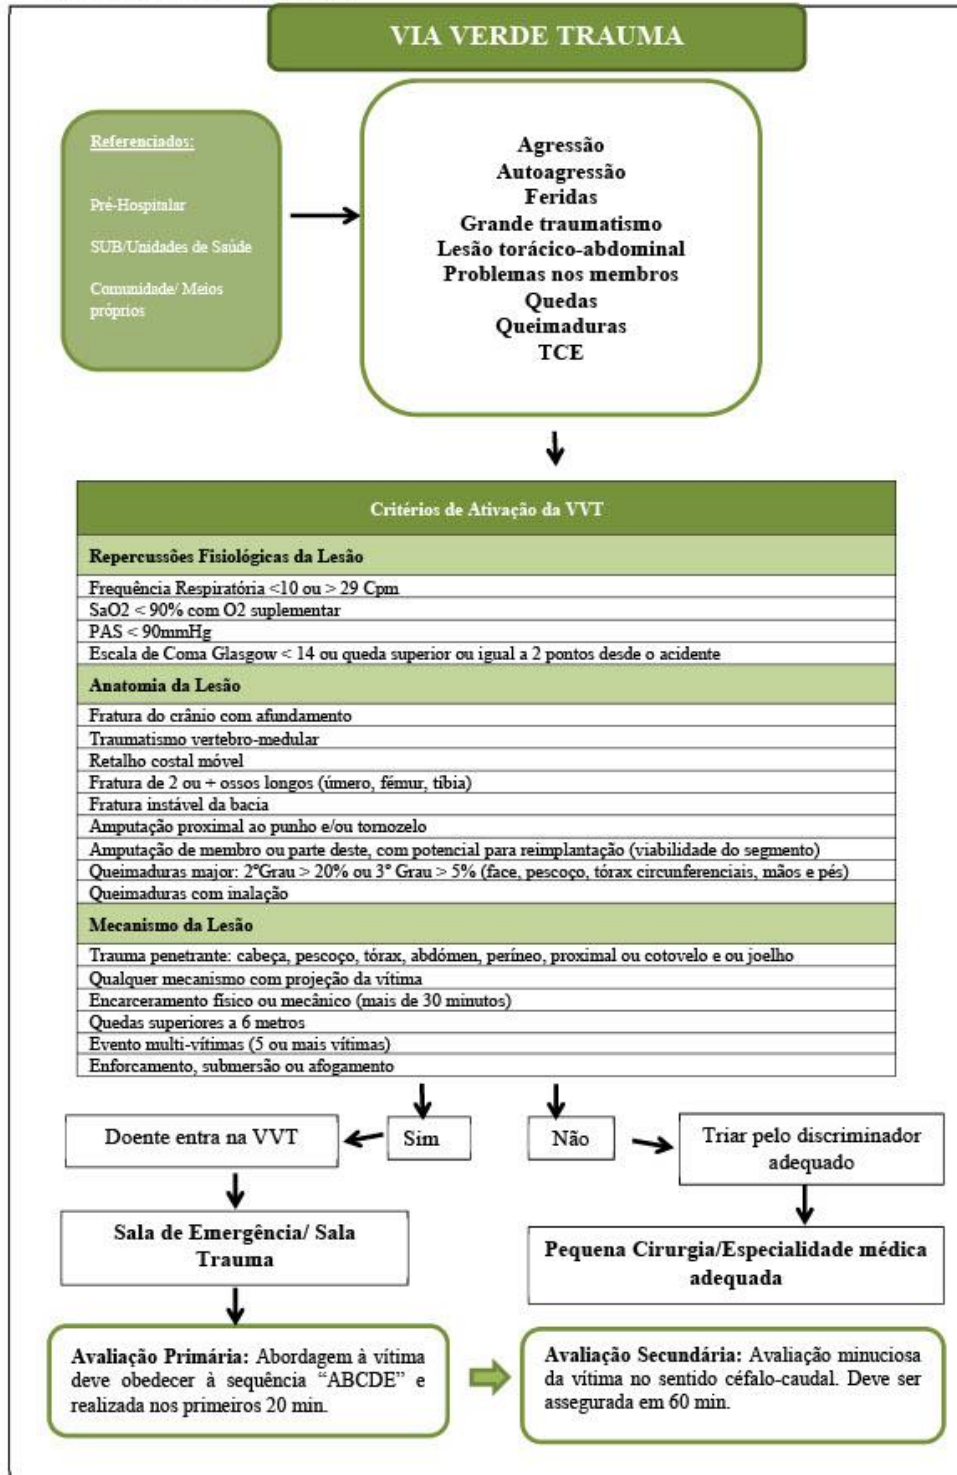 VIA VERDE TRAUMA
Referenciados:
Pré-Hospitalar
SUB/Unidades de Saúde
Comunidade/ Meios
próprios
Agressão
Autoagressão
Feridas
Grande traumatismo
Lesão torácico-abdominal
Problemas nos membros
Quedas
Queimaduras
TCE
Critérios de Ativação da VVT
Repercussões Fisiológicas da Lesão
Frequência Respiratória <10 ou > 29 Cpm
SaO2 < 90% com O2 suplementar
PAS < 90mmHg
Escala de Coma Glasgow < 14 ou queda superior ou igual a 2 pontos desde o acidente
Anatomia da Lesão
Fratura do crânio com afundamento
Traumatismo vertebro-medular
Retalho costal móvel
Fratura de 2 ou + ossos longos (úmero, fémur, tíbia)
Fratura instável da bacia
Amputação proximal ao punho e/ou tornozelo
Amputação de membro ou parte deste, com potencial para reimplantação (viabilidade do segmento)
Queimaduras major: 2ºGrau > 20% ou 3º Grau > 5% (face, pescoço, tórax circunferenciais, mãos e pés)
Queimaduras com inalação
Mecanismo da Lesão
Trauma penetrante: cabeça, pescoço, tórax, abdómen, períneo, proximal ou cotovelo e ou joelho
Qualquer mecanismo com projeção da vítima
Encarceramento físico ou mecânico (mais de 30 minutos)
Quedas superiores a 6 metros
Evento multi-vítimas (5 ou mais vítimas)
Enforcamento, submersão ou afogamento
Doente entra na VVT
Sim
Não
Triar pelo discriminador
adequado
Sala de Emergência/ Sala
Trauma
Pequena Cirurgia/Especialidade médica
adequada
Avaliação Primária: Abordagem à vítima
deve obedecer à sequência “ABCDE” e
realizada nos primeiros 20 min.
Avaliação Secundária: Avaliação minuciosa
da vítima no sentido céfalo-caudal. Deve ser
assegurada em 60 min.